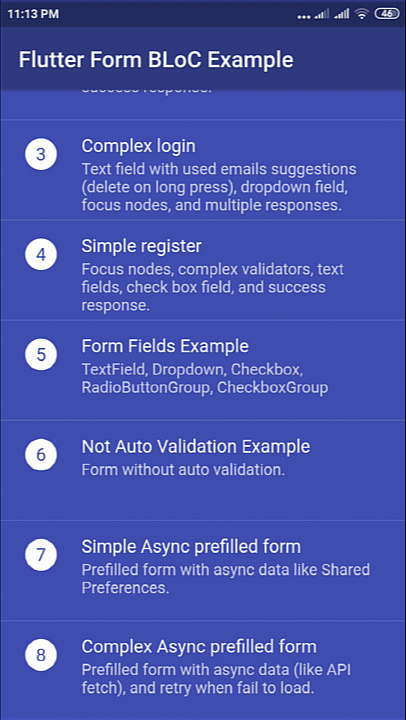 11:13 PM
46
Flutter Form BLoC Example
success response.
3
Complex login
Text field with used emails suggestions
(delete on long press), dropdown field,
focus nodes, and multiple responses.
4
Simple register
Focus nodes, complex validators, text
fields, check box field, and success
response.
5
Form Fields Example
TextField, Dropdown, Checkbox,
RadioButtonGroup, CheckboxGroup
6
Not Auto Validation Example
Form without auto validation.
7
Simple Async prefilled form
Prefilled form with async data like Shared
Preferences.
8
Complex Async prefilled form
Prefilled form with async data (like API
fetch), and retry when fail to load.